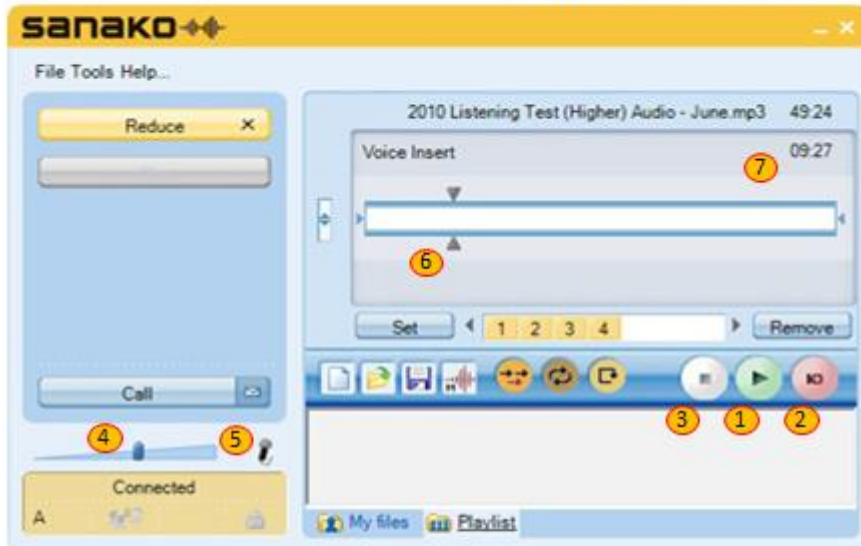 sanako
File Tools Help...
Reduce
2010 Listening Test (Higher) Audio - June.mp3 49:24
Voice Insert 09:27
7
6
Set 1 2 3 4 Remove
Call
3 1 2
4 5
Connected
A
My files Playlist